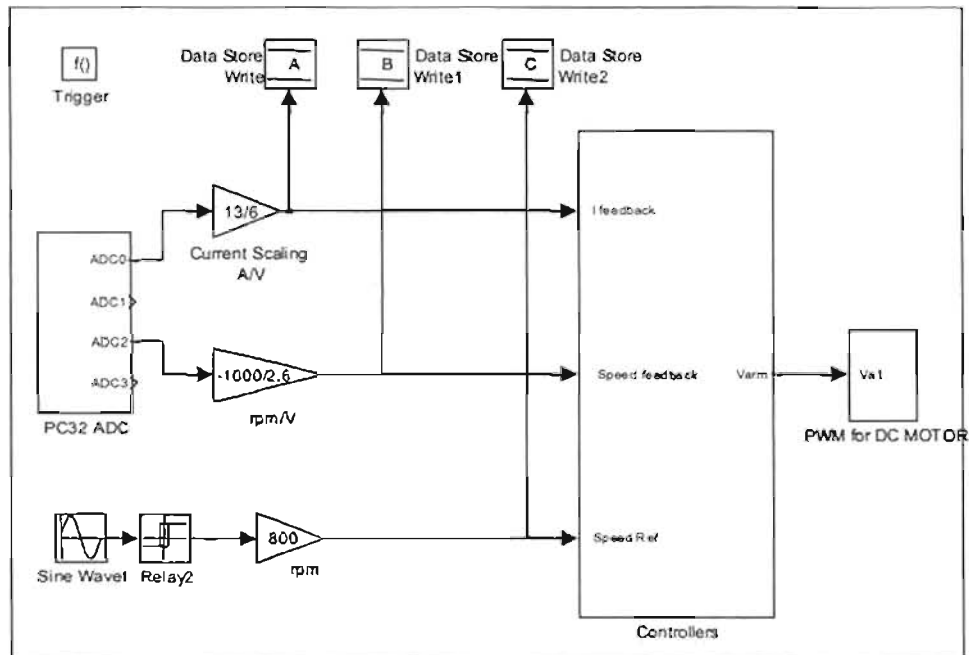 f()
Trigger
Data Store
Write
A
B
Data Store
Write1
C
Data Store
Write2
13/6
Current Scaling
A/V
I feedback
ADC0
ADC1
ADC2
ADC3
PC32 ADC
-1000/2.6
rpm/V
Speed feedback
Varm
Va1
PWM for DC MOTOR
Sine Wave1
Relay2
800
rpm
Speed Ref
Controllers